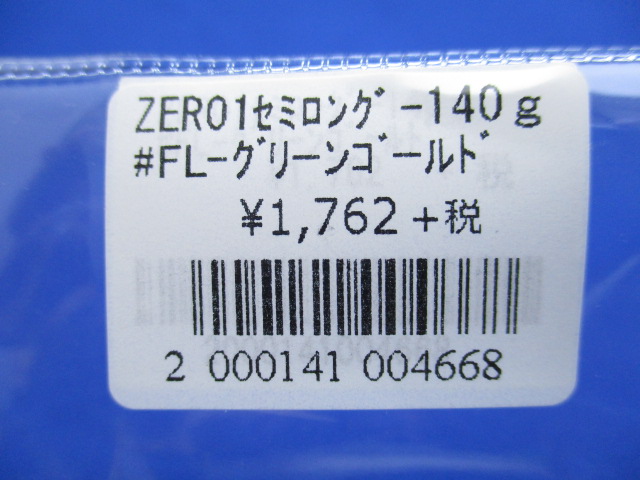 ZERO1ｾﾐﾛﾝｸﾞ-140ｇ
#FL-ｸﾞﾘｰﾝｺﾞｰﾙﾄﾞ
¥1,762+税
2 000141 004668